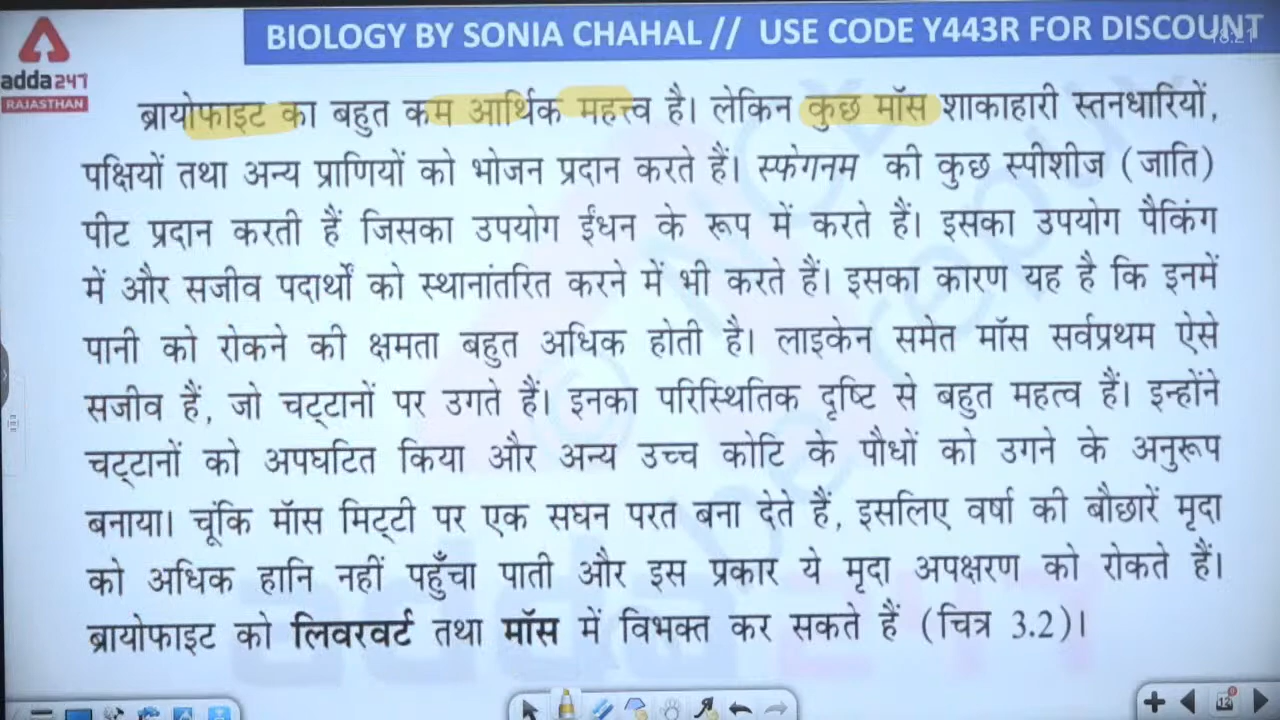 BIOLOGY BY SONIA CHAHAL // USE CODE Y443R FOR DISCOUNT
adda247
RAJASTHAN
ब्रायोफाइट का बहुत कम आर्थिक महत्त्व है। लेकिन कुछ मॉस शाकाहारी स्तनधारियों,
पक्षियों तथा अन्य प्राणियों को भोजन प्रदान करते हैं। स्फेगनम की कुछ स्पीशीज (जाति)
पीट प्रदान करती हैं जिसका उपयोग ईंधन के रूप में करते हैं। इसका उपयोग पैकिंग
में और सजीव पदार्थों को स्थानांतरित करने में भी करते हैं। इसका कारण यह है कि इनमें
पानी को रोकने की क्षमता बहुत अधिक होती है। लाइकेन समेत मॉस सर्वप्रथम ऐसे
सजीव हैं, जो चट्टानों पर उगते हैं। इनका परिस्थितिक दृष्टि से बहुत महत्व हैं। इन्होंने
चट्टानों को अपघटित किया और अन्य उच्च कोटि के पौधों को उगने के अनुरूप
बनाया। चूंकि मॉस मिट्टी पर एक सघन परत बना देते हैं, इसलिए वर्षा की बौछारें मृदा
को अधिक हानि नहीं पहुँचा पाती और इस प्रकार ये मृदा अपक्षरण को रोकते हैं।
ब्रायोफाइट को लिवरवर्ट तथा मॉस में विभक्त कर सकते हैं (चित्र 3.2)।